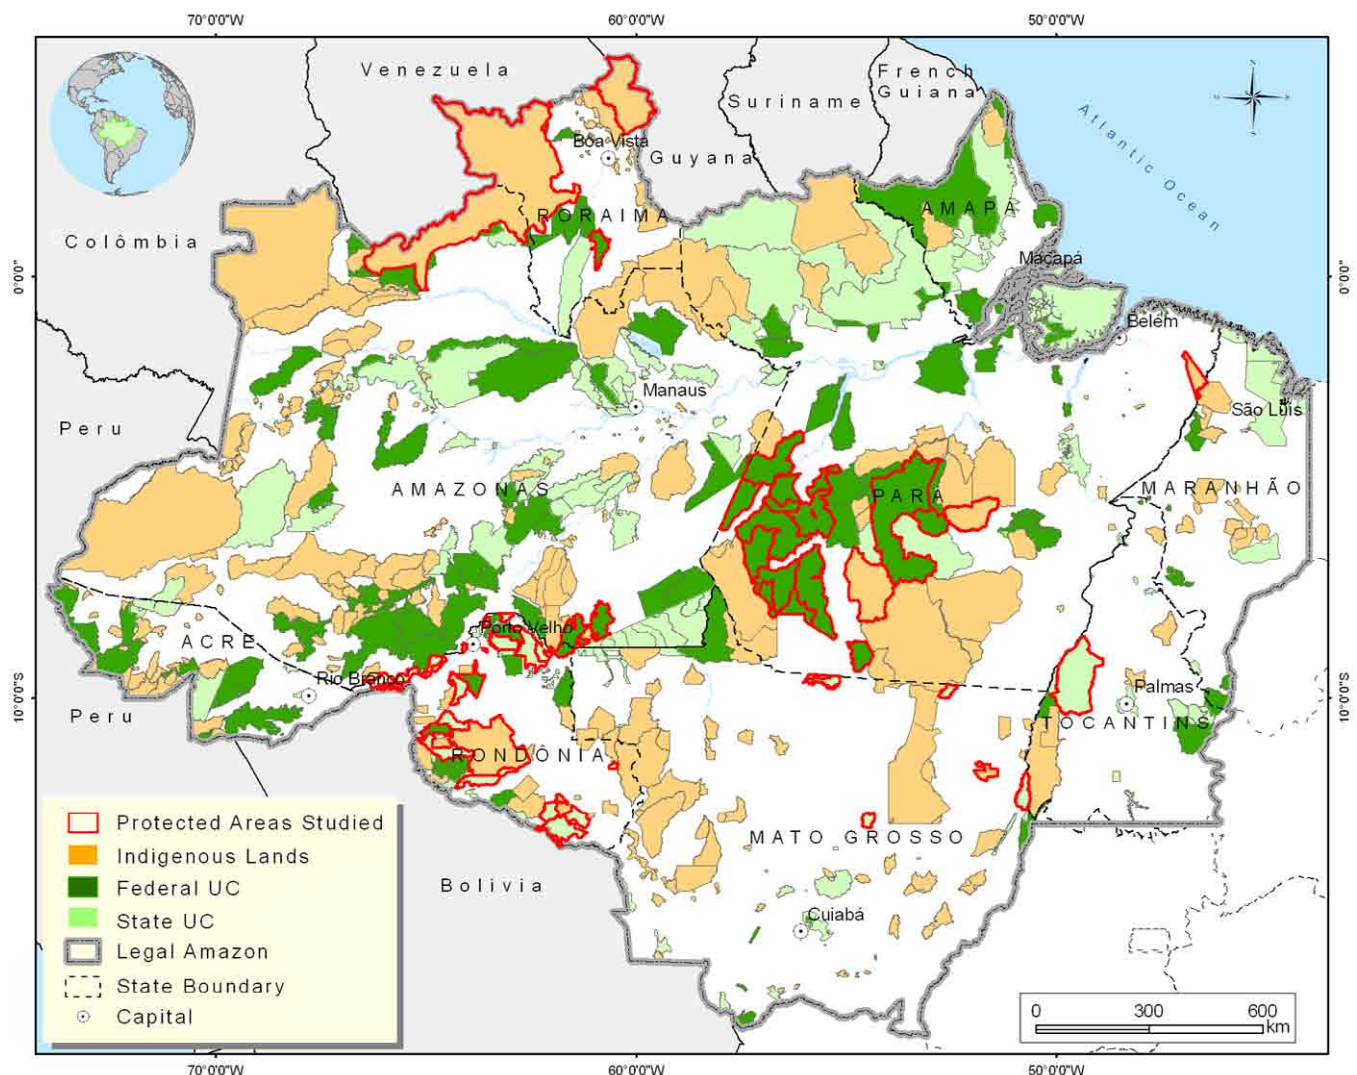 70°0'0"W
60°0'0"W
50°0'0"W
Venezuela
Suriname
French
Guiana
Atlantic Ocean
Boa Vista
Guyana
Colômbia
RORAIMA
AMAPÁ
0°0'0"
Macapá
0°0'0"
Belém
Manaus
São Luís
Peru
AMAZONAS
PARÁ
MARANHÃO
Porto Velho
ACRE
Rio Branco
Palmas
10°0'0"S
Peru
TOCANTINS
10°0'0"S
RONDÔNIA
MATO GROSSO
Bolivia
Cuiabá
Protected Areas Studied
Indigenous Lands
Federal UC
State UC
Legal Amazon
State Boundary
Capital
0 300 600
km
70°0'0"W
60°0'0"W
50°0'0"W